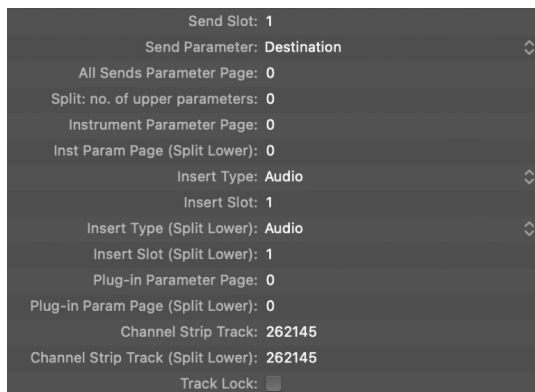 Send Slot: 1
Send Parameter: Destination
All Sends Parameter Page: 0
Split: no. of upper parameters: 0
Instrument Parameter Page: 0
Inst Param Page (Split Lower): 0
Insert Type: Audio
Insert Slot: 1
Insert Type (Split Lower): Audio
Insert Slot (Split Lower): 1
Plug-in Parameter Page: 0
Plug-in Param Page (Split Lower): 0
Channel Strip Track: 262145
Channel Strip Track (Split Lower): 262145
Track Lock: